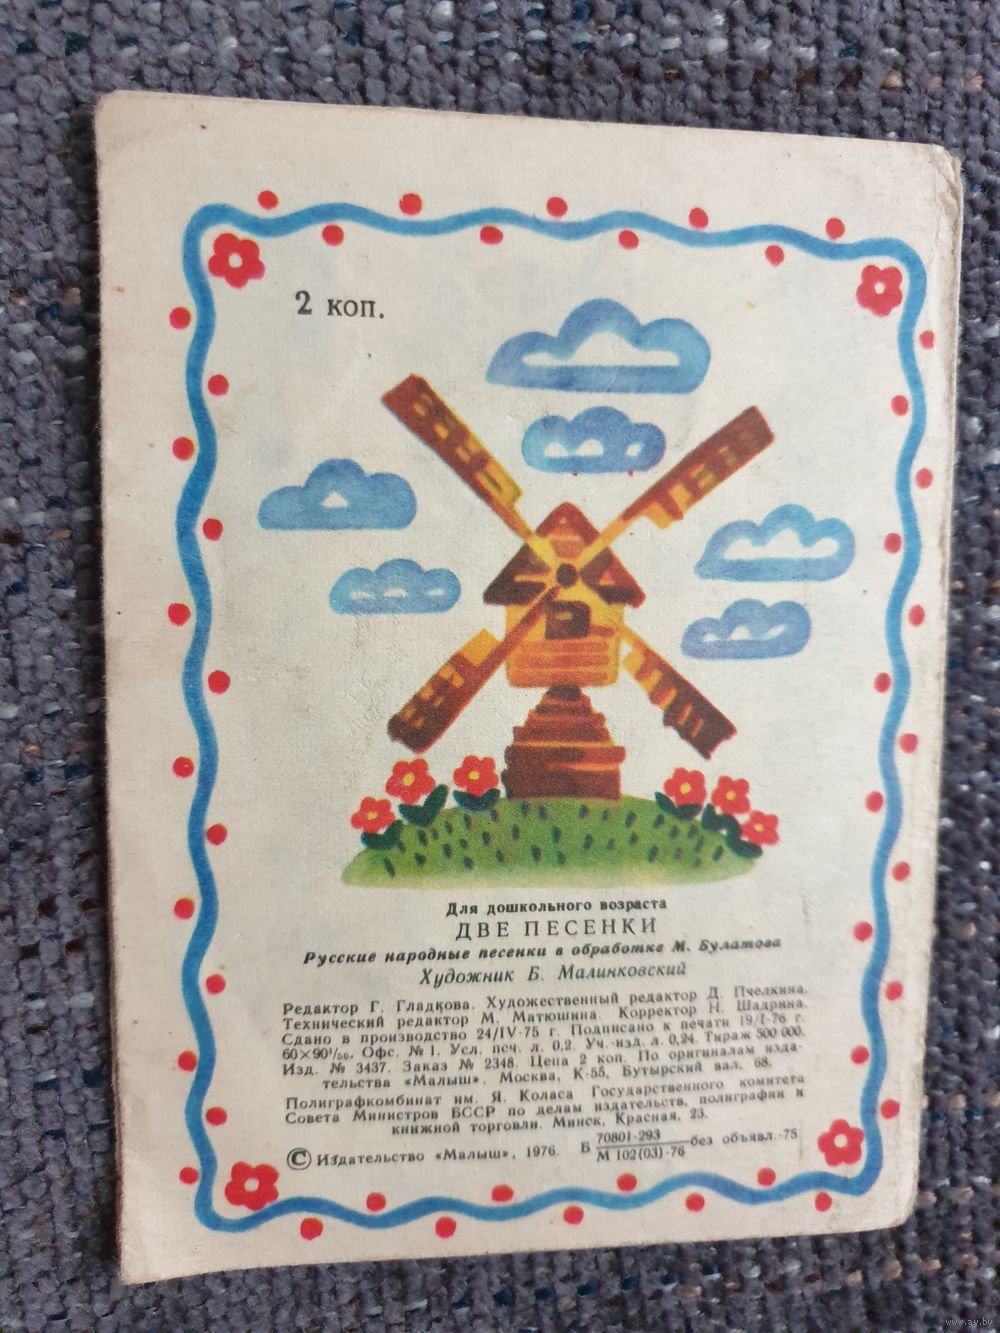 2 коп.
Для дошкольного возраста
ДВЕ ПЕСЕНКИ
Русские народные песенки в обработке М. Булатова
Художник Б. Малинковский
Редактор Г. Гладкова. Художественный редактор Д. Пчелкина.
Технический редактор М. Матюшина. Корректор Н. Шадрина.
Сдано в производство 24/IV-75 г. Подписано к печати 19/I-76 г.
60×90¹/₅₀. Офс. № 1. Усл. печ. л. 0,2. Уч.-изд. л. 0,24. Тираж 500 000.
Изд. № 3437. Заказ № 2348. Цена 2 коп. По оригиналам изда-
тельства «Малыш». Москва, К-55, Бутырский вал, 68.
Полиграфкомбинат им. Я. Коласа Государственного комитета
Совета Министров БССР по делам издательств, полиграфии и
книжной торговли. Минск, Красная, 23.
© Издательство «Малыш», 1976. Б 70801-293 / М 102(03)-76 без объявл.-75
www.ay.by